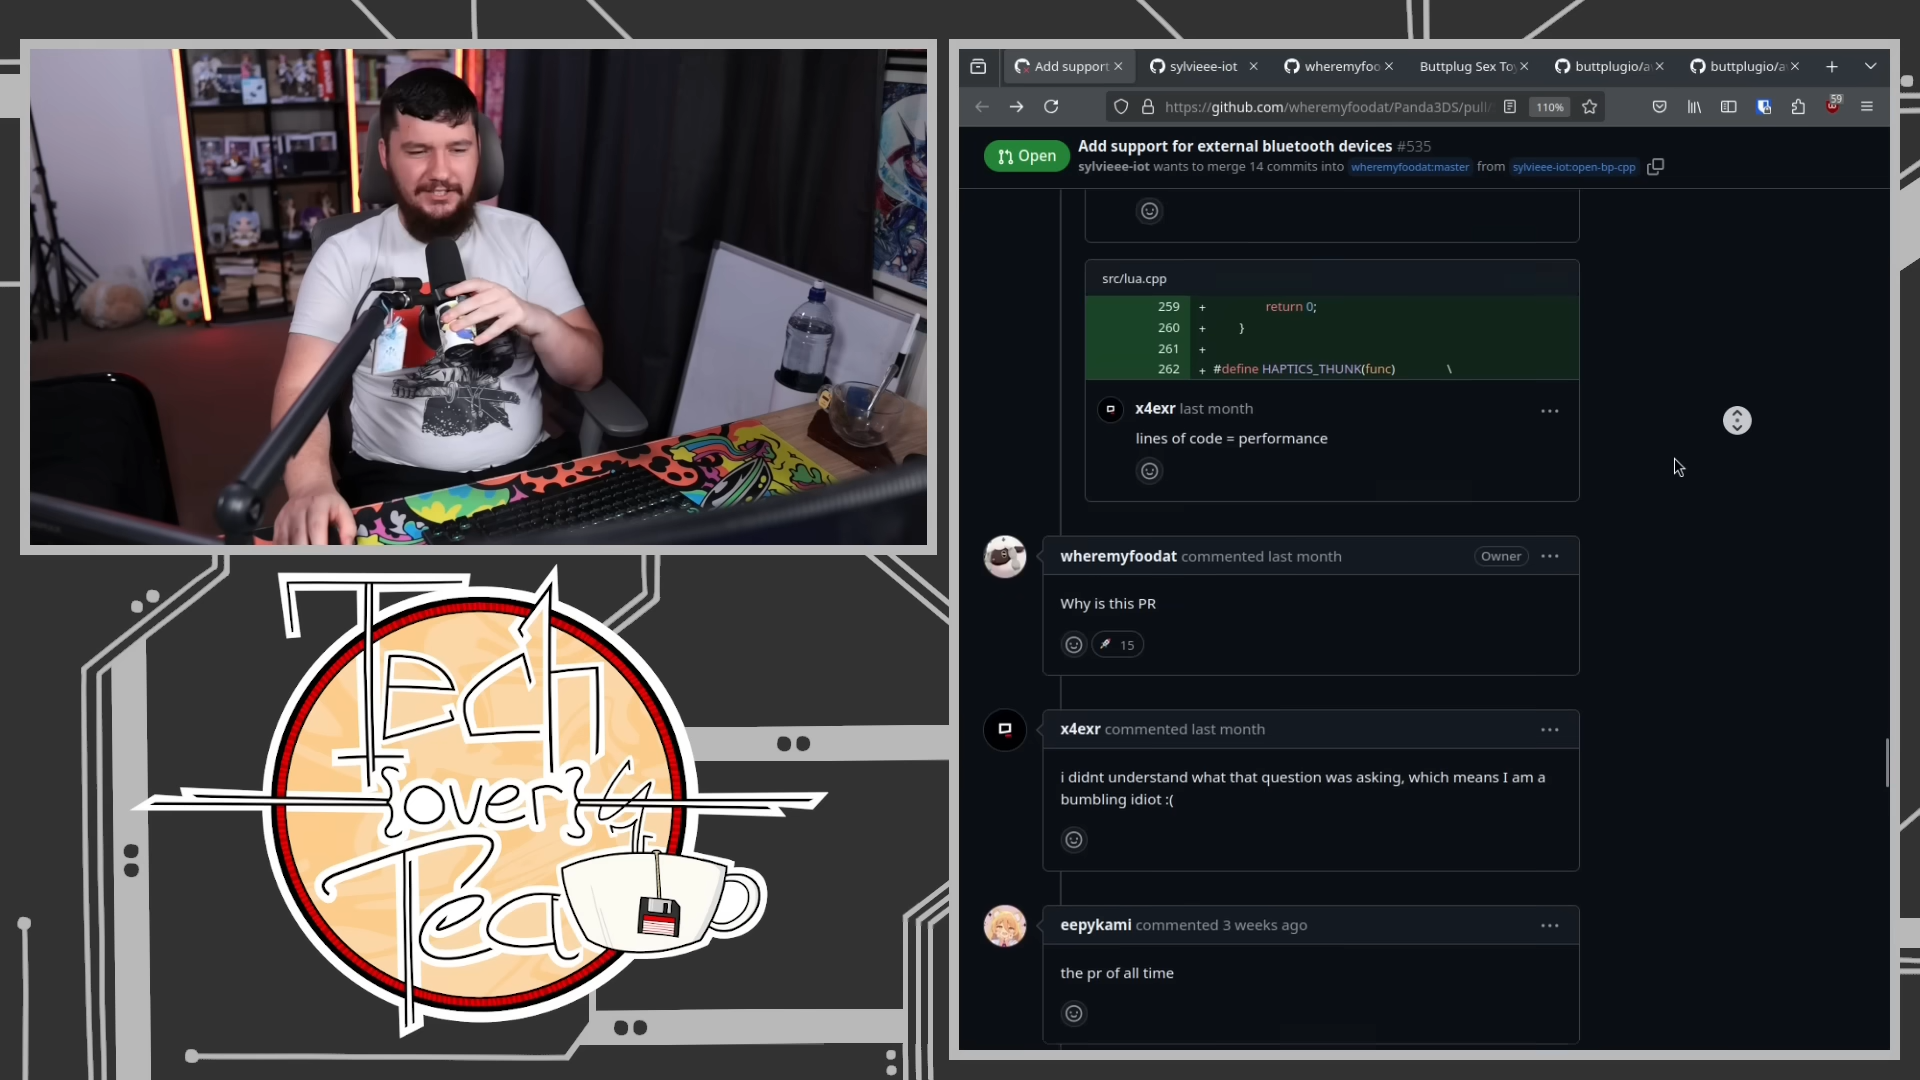 Add support
sylvieee-iot
wheremyfoo
Buttplug Sex To
buttplugio/a
buttplugio/a
https://github.com/wheremyfoodat/Panda3DS/pull/
110%
59
Open
Add support for external bluetooth devices #535
sylvieee-iot wants to merge 14 commits into wheremyfoodat:master from sylvieee-iot:open-bp-cpp
src/lua.cpp
259 + return 0;
260 + }
261 +
262 + #define HAPTICS_THUNK(func) \
x4exr last month
lines of code = performance
wheremyfoodat commented last month Owner
Why is this PR
15
x4exr commented last month
i didnt understand what that question was asking, which means I am a
bumbling idiot :(
eepykami commented 3 weeks ago
the pr of all time
Tech
{over}
Tea